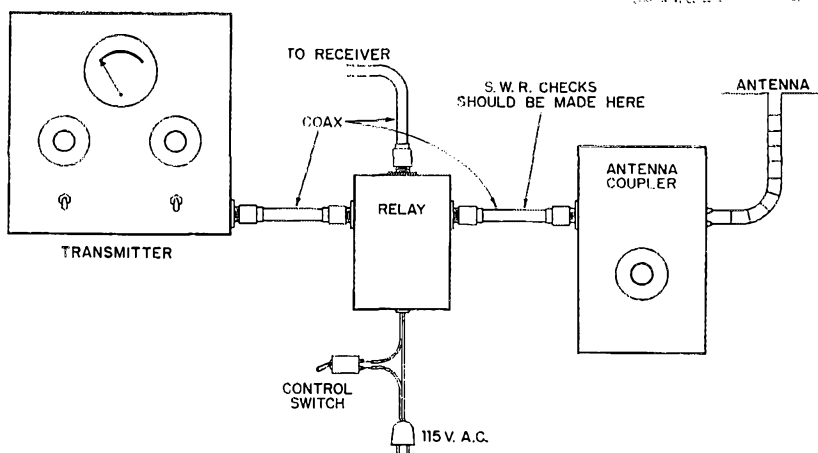 TO RECEIVER
S.W.R. CHECKS
SHOULD BE MADE HERE
ANTENNA
COAX
ANTENNA
COUPLER
RELAY
TRANSMITTER
CONTROL
SWITCH
115 V. A.C.